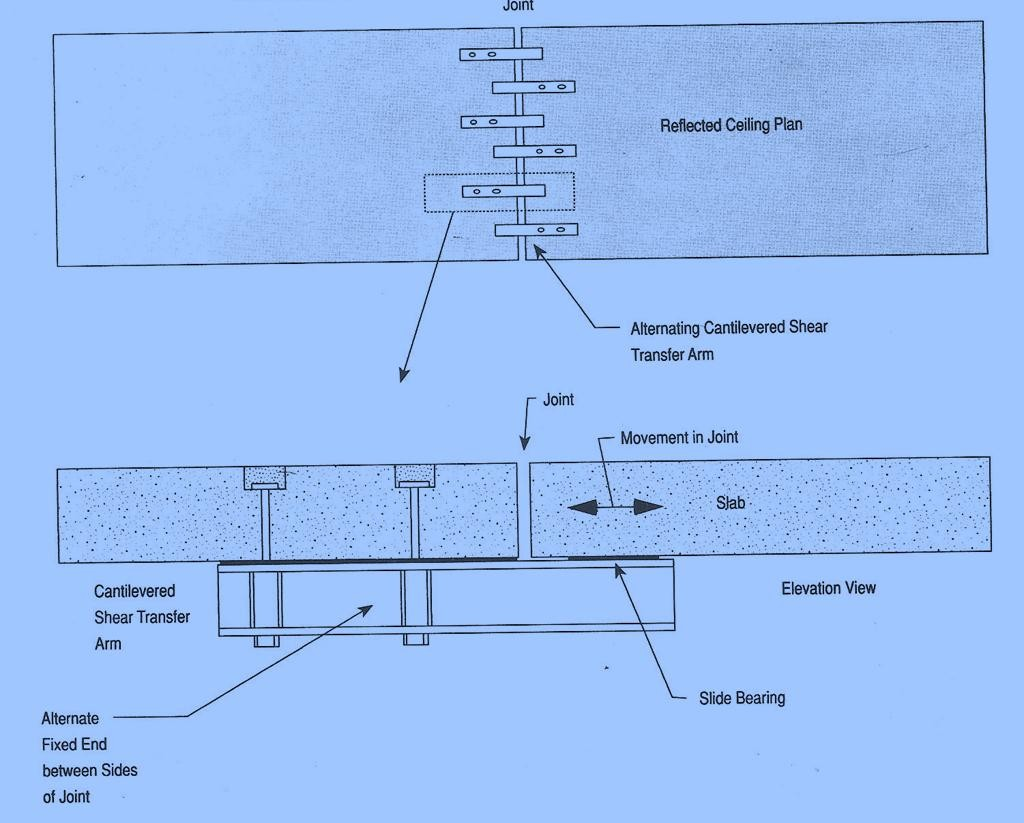 Joint
Reflected Ceiling Plan
Alternating Cantilevered Shear
Transfer Arm
Joint
Movement in Joint
Slab
Cantilevered
Shear Transfer
Arm
Elevation View
Slide Bearing
Alternate
Fixed End
between Sides
of Joint